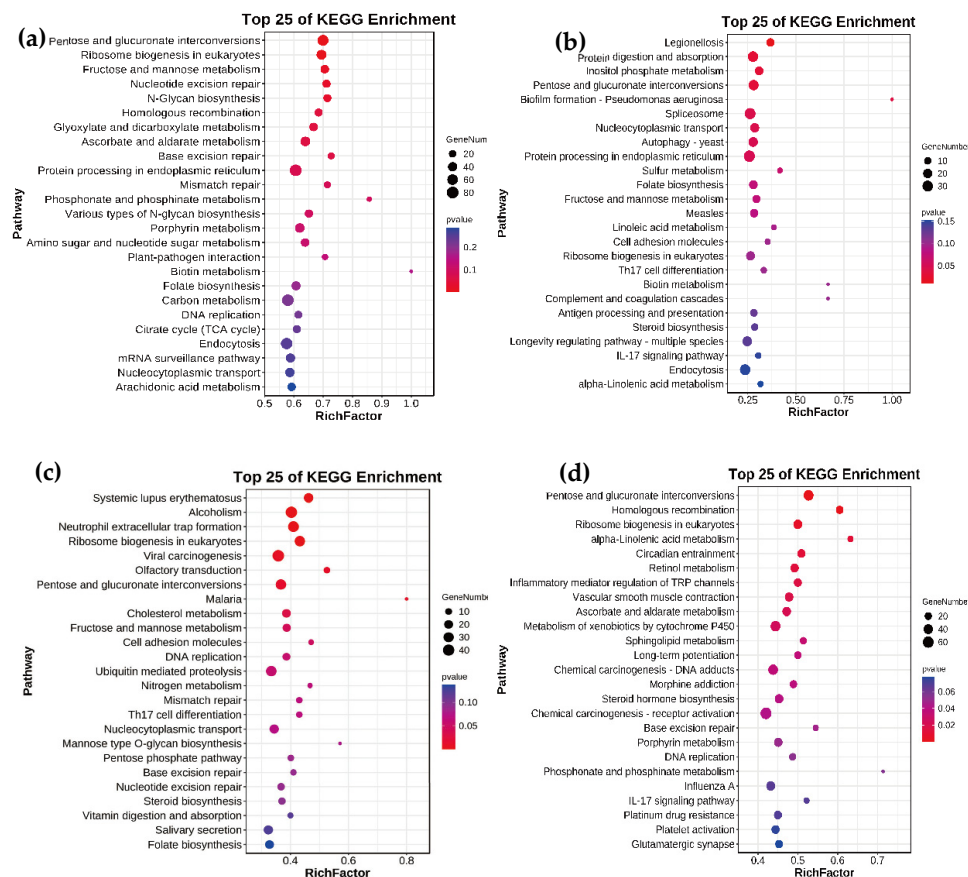 (a)
Top 25 of KEGG Enrichment
Pentose and glucuronate interconversions
Ribosome biogenesis in eukaryotes
Fructose and mannose metabolism
Nucleotide excision repair
N-Glycan biosynthesis
Homologous recombination
Glyoxylate and dicarboxylate metabolism
Ascorbate and aldarate metabolism
Base excision repair
Protein processing in endoplasmic reticulum
Mismatch repair
Phosphonate and phosphinate metabolism
Various types of N-glycan biosynthesis
Porphyrin metabolism
Amino sugar and nucleotide sugar metabolism
Plant-pathogen interaction
Biotin metabolism
Folate biosynthesis
Carbon metabolism
DNA replication
Citrate cycle (TCA cycle)
Endocytosis
mRNA surveillance pathway
Nucleocytoplasmic transport
Arachidonic acid metabolism
Pathway
0.5 0.6 0.7 0.8 0.9 1.0
RichFactor
GeneNum
20
40
60
80
pvalue
0.2
0.1
(b)
Top 25 of KEGG Enrichment
Legionellosis
Protein digestion and absorption
Inositol phosphate metabolism
Pentose and glucuronate interconversions
Biofilm formation - Pseudomonas aeruginosa
Spliceosome
Nucleocytoplasmic transport
Autophagy - yeast
Protein processing in endoplasmic reticulum
Sulfur metabolism
Folate biosynthesis
Fructose and mannose metabolism
Measles
Linoleic acid metabolism
Cell adhesion molecules
Ribosome biogenesis in eukaryotes
Th17 cell differentiation
Biotin metabolism
Complement and coagulation cascades
Antigen processing and presentation
Steroid biosynthesis
Longevity regulating pathway - multiple species
IL-17 signaling pathway
Endocytosis
alpha-Linolenic acid metabolism
Pathway
0.25 0.50 0.75 1.00
RichFactor
GeneNumber
10
20
30
pvalue
0.15
0.10
0.05
(c)
Top 25 of KEGG Enrichment
Systemic lupus erythematosus
Alcoholism
Neutrophil extracellular trap formation
Ribosome biogenesis in eukaryotes
Viral carcinogenesis
Olfactory transduction
Pentose and glucuronate interconversions
Malaria
Cholesterol metabolism
Fructose and mannose metabolism
Cell adhesion molecules
DNA replication
Ubiquitin mediated proteolysis
Nitrogen metabolism
Mismatch repair
Th17 cell differentiation
Nucleocytoplasmic transport
Mannose type O-glycan biosynthesis
Pentose phosphate pathway
Base excision repair
Nucleotide excision repair
Steroid biosynthesis
Vitamin digestion and absorption
Salivary secretion
Folate biosynthesis
Pathway
0.4 0.6 0.8
RichFactor
GeneNumbe
10
20
30
40
pvalue
0.10
0.05
(d)
Top 25 of KEGG Enrichment
Pentose and glucuronate interconversions
Homologous recombination
Ribosome biogenesis in eukaryotes
alpha-Linolenic acid metabolism
Circadian entrainment
Retinol metabolism
Inflammatory mediator regulation of TRP channels
Vascular smooth muscle contraction
Ascorbate and aldarate metabolism
Metabolism of xenobiotics by cytochrome P450
Sphingolipid metabolism
Long-term potentiation
Chemical carcinogenesis - DNA adducts
Morphine addiction
Steroid hormone biosynthesis
Chemical carcinogenesis - receptor activation
Base excision repair
Porphyrin metabolism
DNA replication
Phosphonate and phosphinate metabolism
Influenza A
IL-17 signaling pathway
Platinum drug resistance
Platelet activation
Glutamatergic synapse
Pathway
0.4 0.5 0.6 0.7
RichFactor
GeneNumbe
20
40
60
pvalue
0.06
0.04
0.02